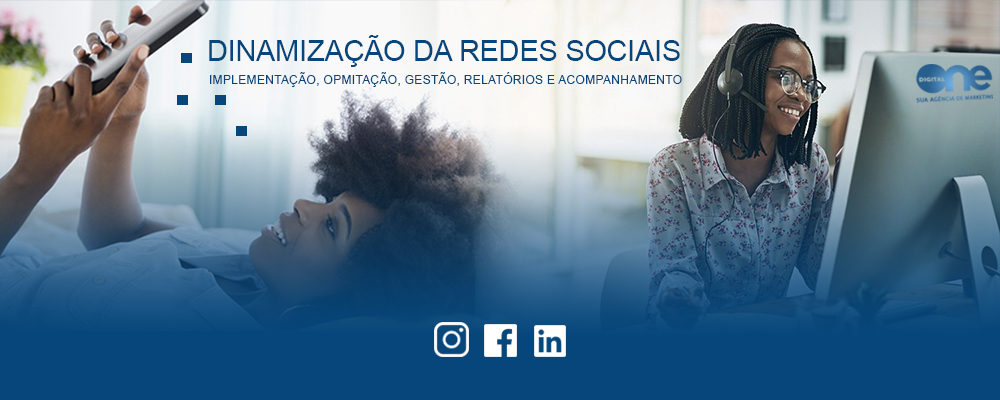 DINAMIZAÇÃO DA REDES SOCIAIS
IMPLEMENTAÇÃO, OPMITAÇÃO, GESTÃO, RELATÓRIOS E ACOMPANHAMENTO
DIGITAL One
SUA AGÊNCIA DE MARKETING